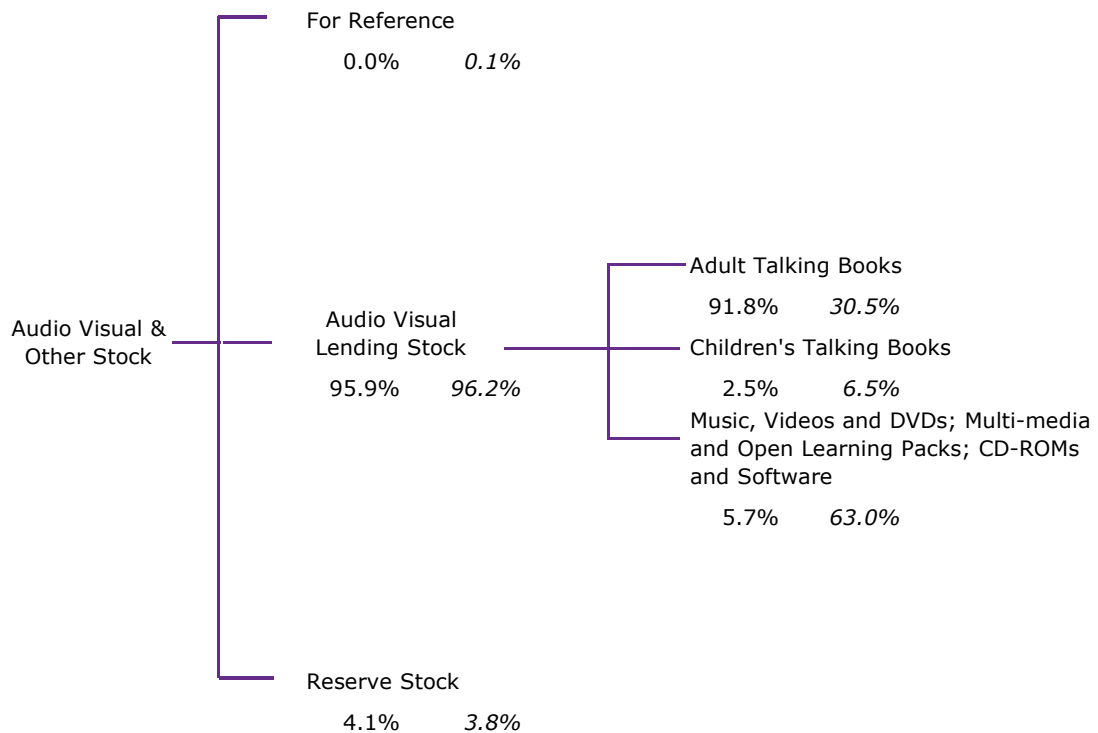 For Reference
0.0% 0.1%
Audio Visual &
Other Stock
Audio Visual
Lending Stock
95.9% 96.2%
Adult Talking Books
91.8% 30.5%
Children's Talking Books
2.5% 6.5%
Music, Videos and DVDs; Multi-media
and Open Learning Packs; CD-ROMs
and Software
5.7% 63.0%
Reserve Stock
4.1% 3.8%